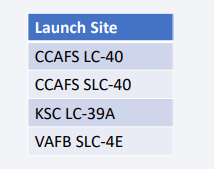 Launch Site
CCAFS LC-40
CCAFS SLC-40
KSC LC-39A
VAFB SLC-4E